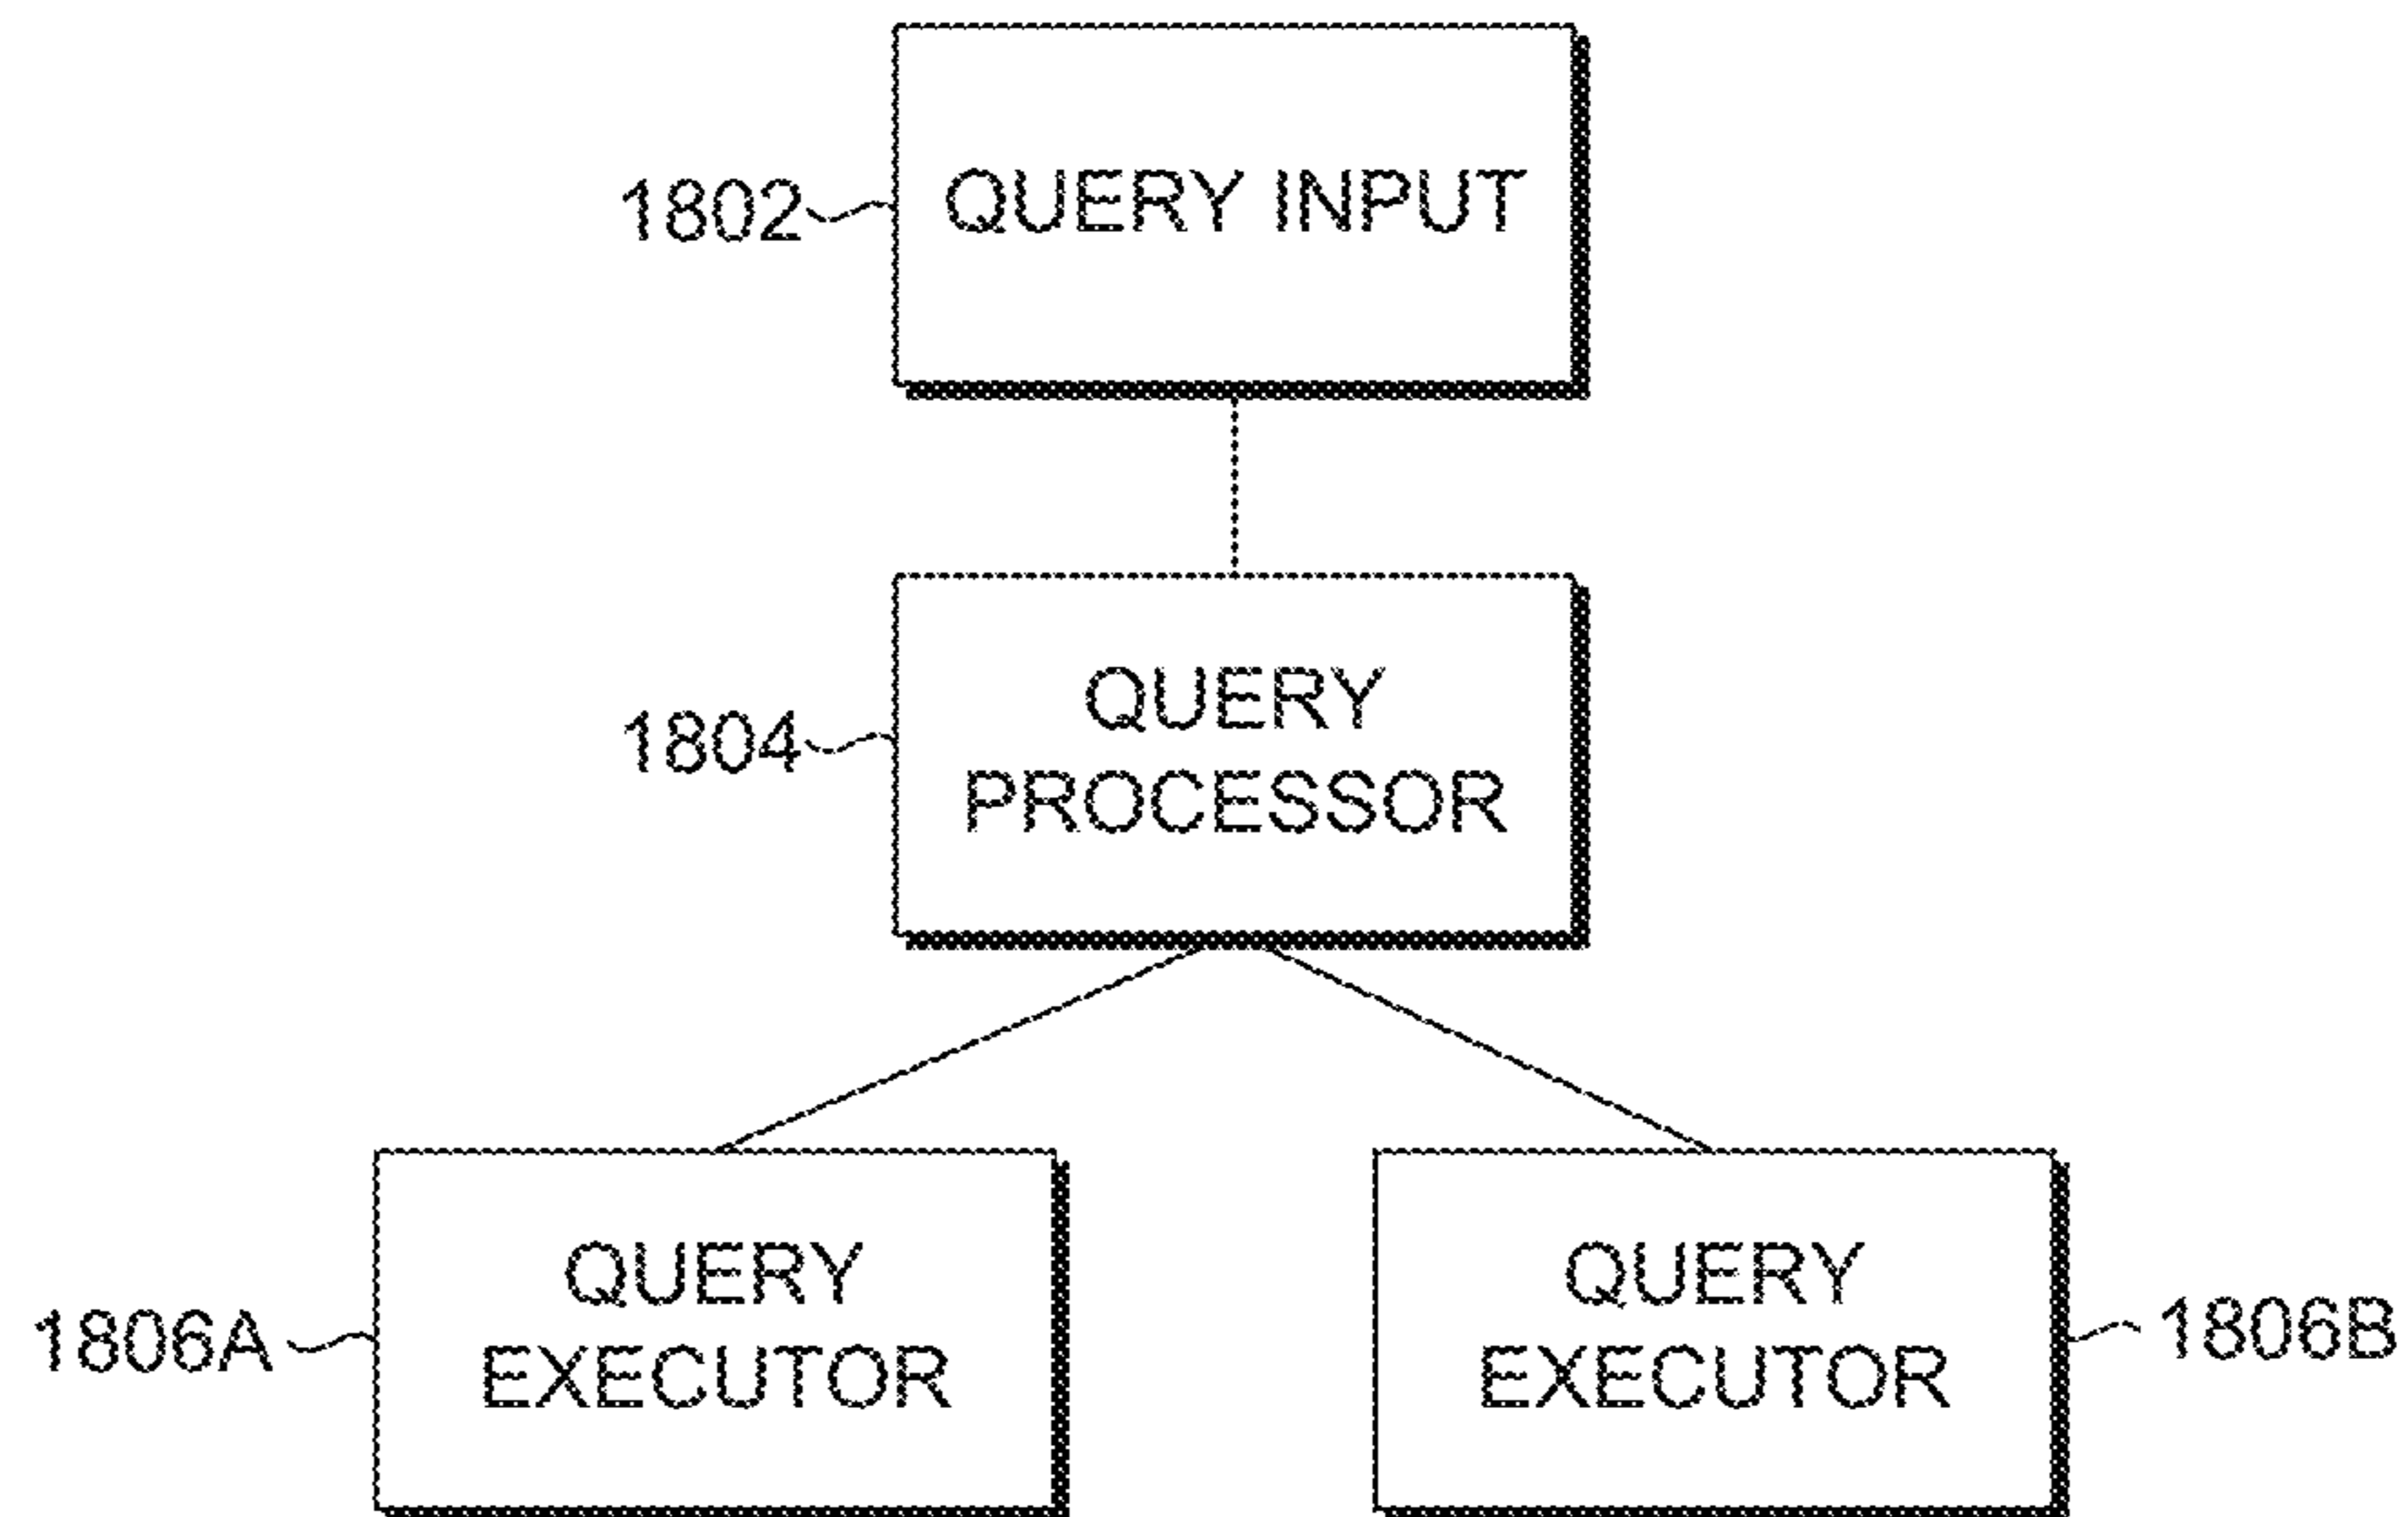 1802
QUERY INPUT
1804
QUERY
PROCESSOR
1806A
QUERY
EXECUTOR
QUERY
EXECUTOR
1806B